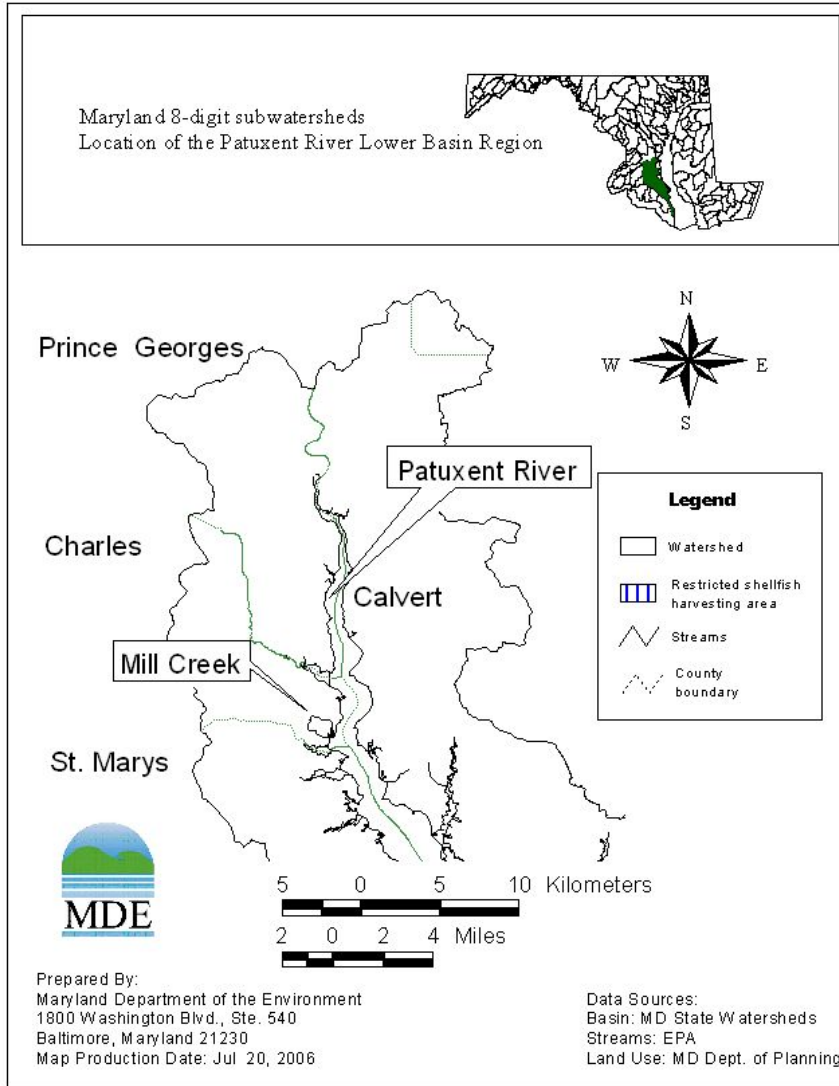 Maryland 8-digit subwatersheds
Location of the Patuxent River Lower Basin Region
N
W
E
S
Prince Georges
Patuxent River
Charles
Calvert
Mill Creek
St. Marys
Legend
Watershed
Restricted shellfish
harvesting area
Streams
County
boundary
MDE
5 0 5 10 Kilometers
2 0 2 4 Miles
Prepared By:
Maryland Department of the Environment
1800 Washington Blvd., Ste. 540
Baltimore, Maryland 21230
Map Production Date: Jul 20, 2006
Data Sources:
Basin: MD State Watersheds
Streams: EPA
Land Use: MD Dept. of Planning